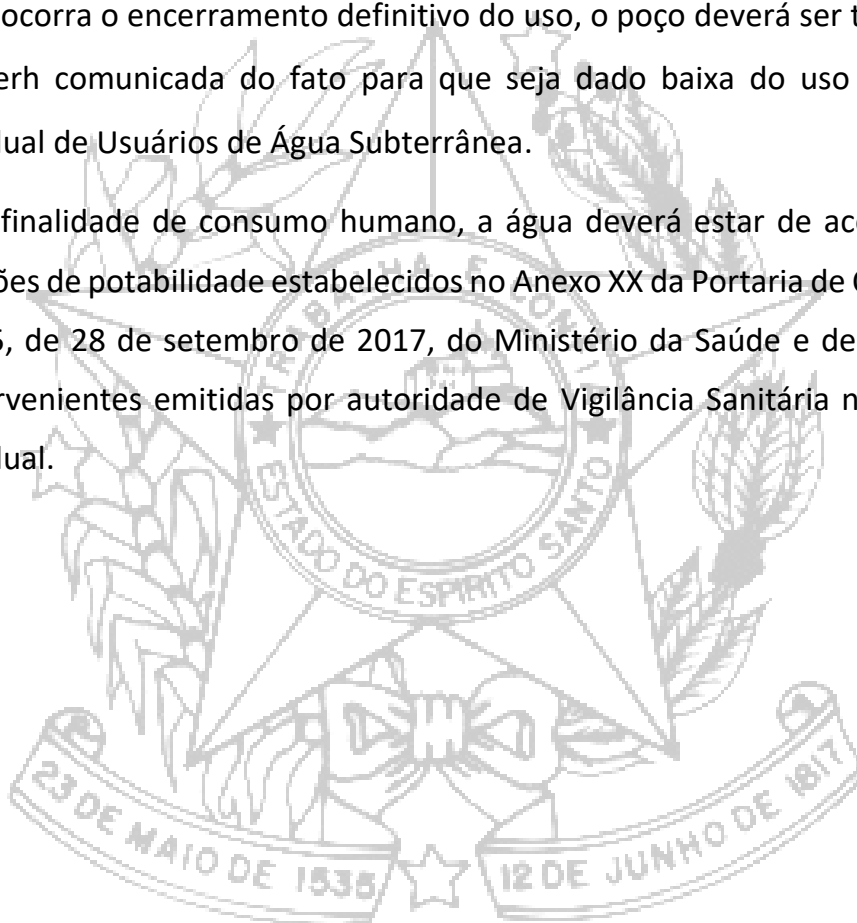 ocorra o encerramento definitivo do uso, o poço deverá ser t
erh comunicada do fato para que seja dado baixa do uso
dual de Usuários de Água Subterrânea.
finalidade de consumo humano, a água deverá estar de ac
ões de potabilidade estabelecidos no Anexo XX da Portaria de
5, de 28 de setembro de 2017, do Ministério da Saúde e de
rvenientes emitidas por autoridade de Vigilância Sanitária n
dual.
TRABALHA E CONFIA
ESTADO DO ESPIRITO SANTO
23 DE MAIO DE 1535
12 DE JUNHO DE 1817